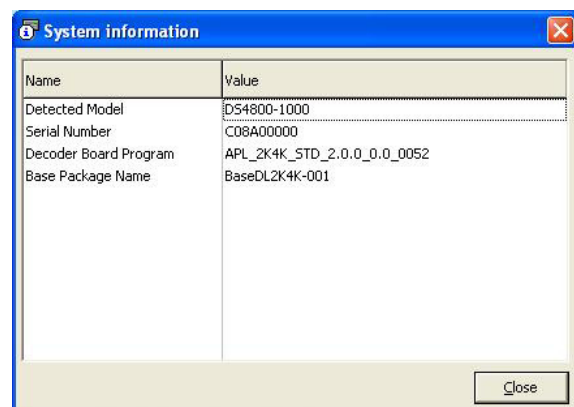 System information
Name Value
Detected Model DS4800-1000
Serial Number C08A00000
Decoder Board Program APL_2K4K_STD_2.0.0_0.0_0052
Base Package Name BaseDL2K4K-001
Close